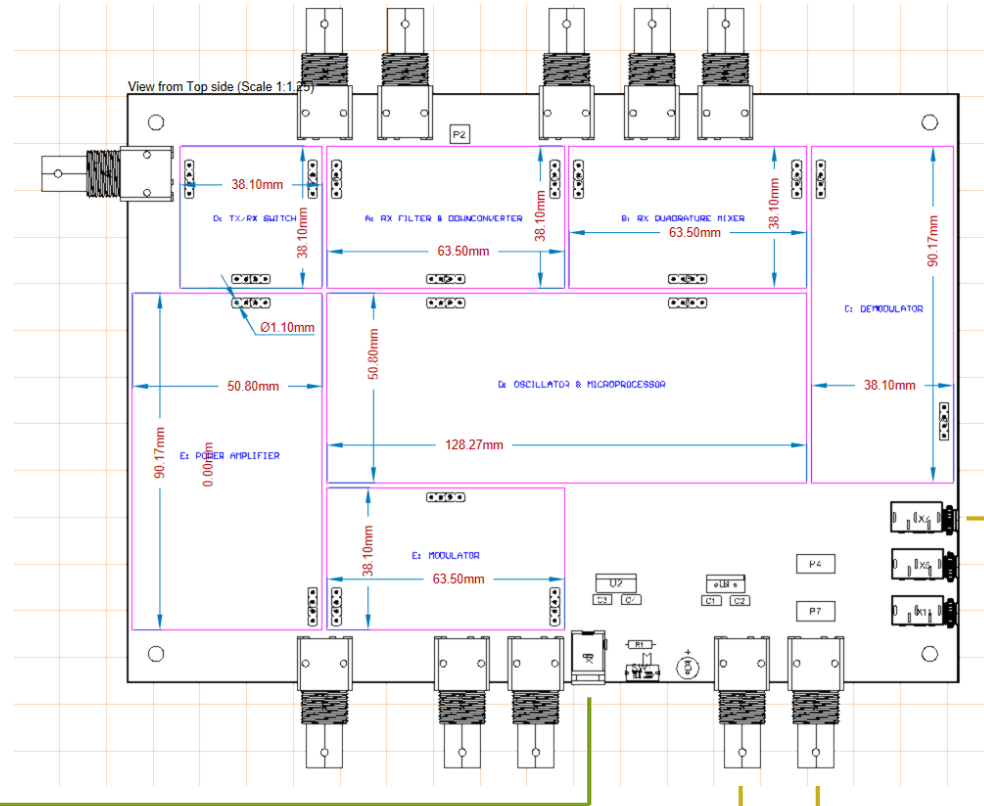 View from Top side (Scale 1:1.25)
P2
38.10mm
D: TX/RX SWITCH
38.10mm
A: RX FILTER & DOWNCONVERTER
38.10mm
63.50mm
B: RX QUADRATURE MIXER
38.10mm
63.50mm
90.17mm
C: DEMODULATOR
38.10mm
Ø1.10mm
50.80mm
90.17mm
E: POWER AMPLIFIER
0.00mm
50.80mm
OSCILLATOR & MICROPROCESSOR
128.27mm
38.10mm
E: MODULATOR
63.50mm
U2
C3
C4
C1
C2
P4
P7
X1
R1
+